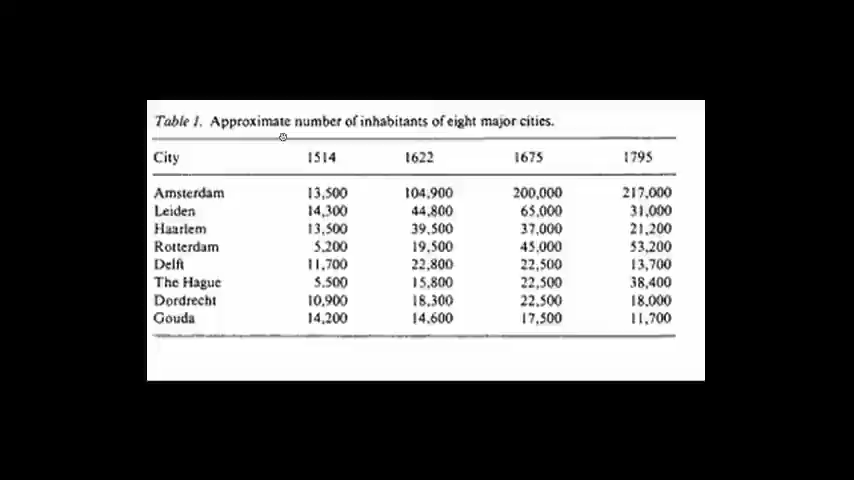 Table 1. Approximate number of inhabitants of eight major cities.
City 1514 1622 1675 1795
Amsterdam 13,500 104,900 200,000 217,000
Leiden 14,300 44,800 65,000 31,000
Haarlem 13,500 39,500 37,000 21,200
Rotterdam 5,200 19,500 45,000 53,200
Delft 11,700 22,800 22,500 13,700
The Hague 5.500 15,800 22,500 38,400
Dordrecht 10,900 18,300 22,500 18,000
Gouda 14,200 14,600 17,500 11,700